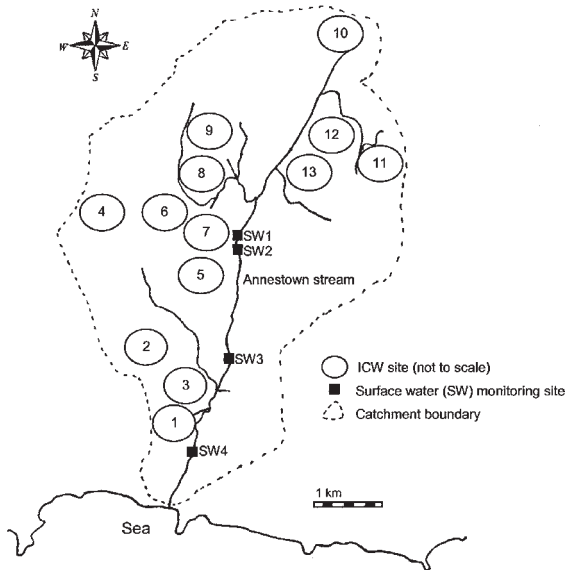 N
W E
S
10
9
12
8
13
11
4
6
7
SW1
SW2
5
Annestown stream
2
SW3
3
ICW site (not to scale)
Surface water (SW) monitoring site
Catchment boundary
1
SW4
1 km
Sea